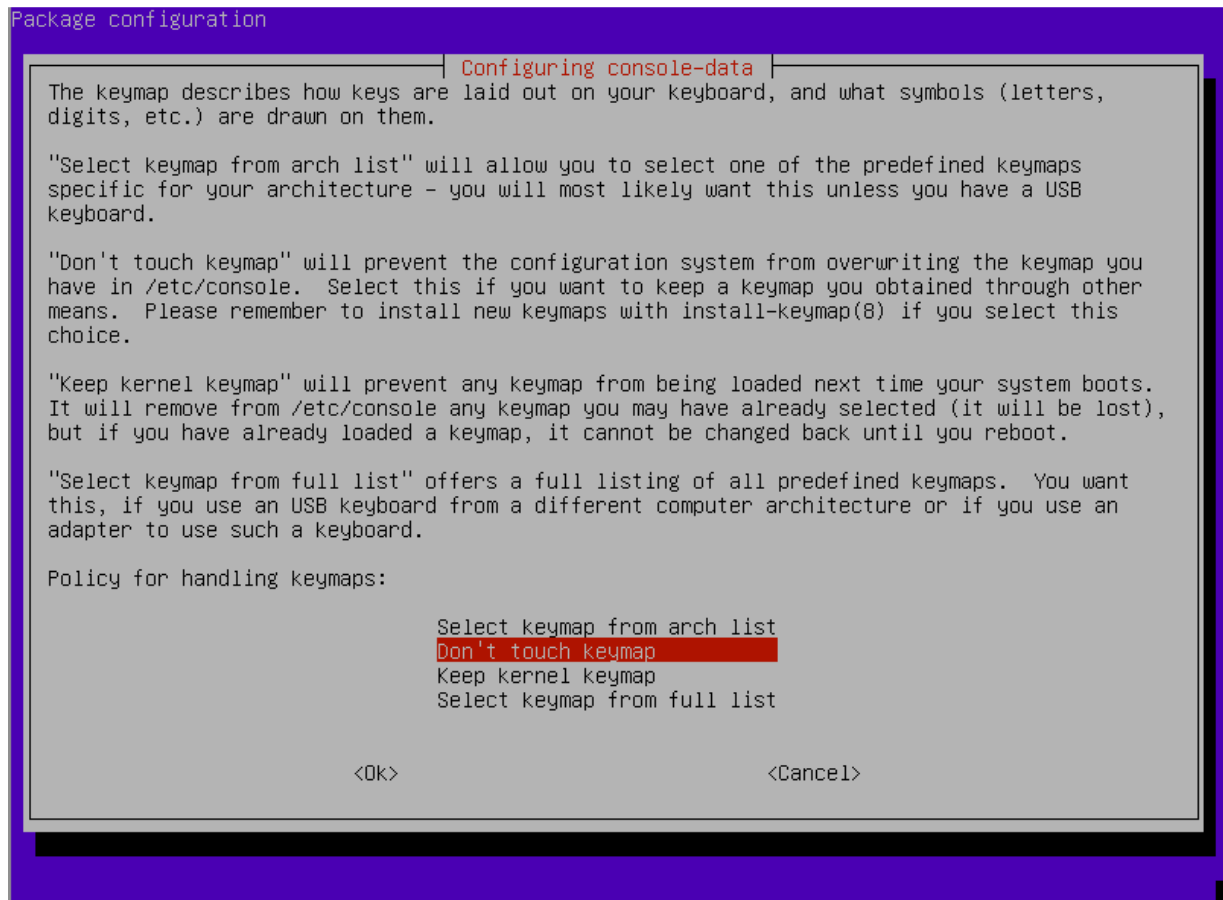 Package configuration
Configuring console-data
The keymap describes how keys are laid out on your keyboard, and what symbols (letters,
digits, etc.) are drawn on them.
"Select keymap from arch list" will allow you to select one of the predefined keymaps
specific for your architecture – you will most likely want this unless you have a USB
keyboard.
"Don't touch keymap" will prevent the configuration system from overwriting the keymap you
have in /etc/console.  Select this if you want to keep a keymap you obtained through other
means.  Please remember to install new keymaps with install-keymap(8) if you select this
choice.
"Keep kernel keymap" will prevent any keymap from being loaded next time your system boots.
It will remove from /etc/console any keymap you may have already selected (it will be lost),
but if you have already loaded a keymap, it cannot be changed back until you reboot.
"Select keymap from full list" offers a full listing of all predefined keymaps.  You want
this, if you use an USB keyboard from a different computer architecture or if you use an
adapter to use such a keyboard.
Policy for handling keymaps:
Select keymap from arch list
Don't touch keymap
Keep kernel keymap
Select keymap from full list
<Ok> <Cancel>